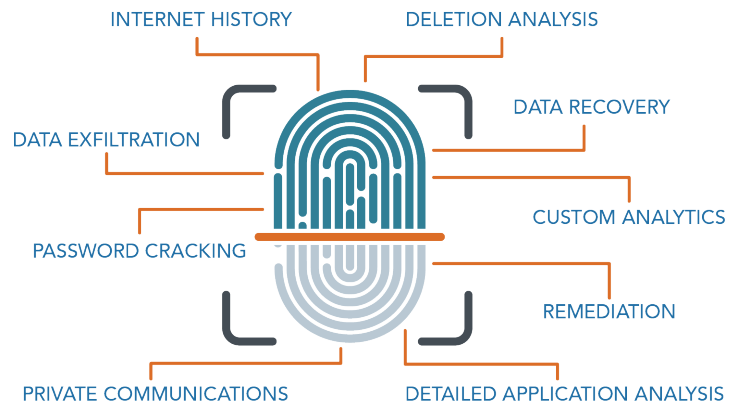 INTERNET HISTORY
DELETION ANALYSIS
DATA RECOVERY
DATA EXFILTRATION
CUSTOM ANALYTICS
PASSWORD CRACKING
REMEDIATION
PRIVATE COMMUNICATIONS
DETAILED APPLICATION ANALYSIS